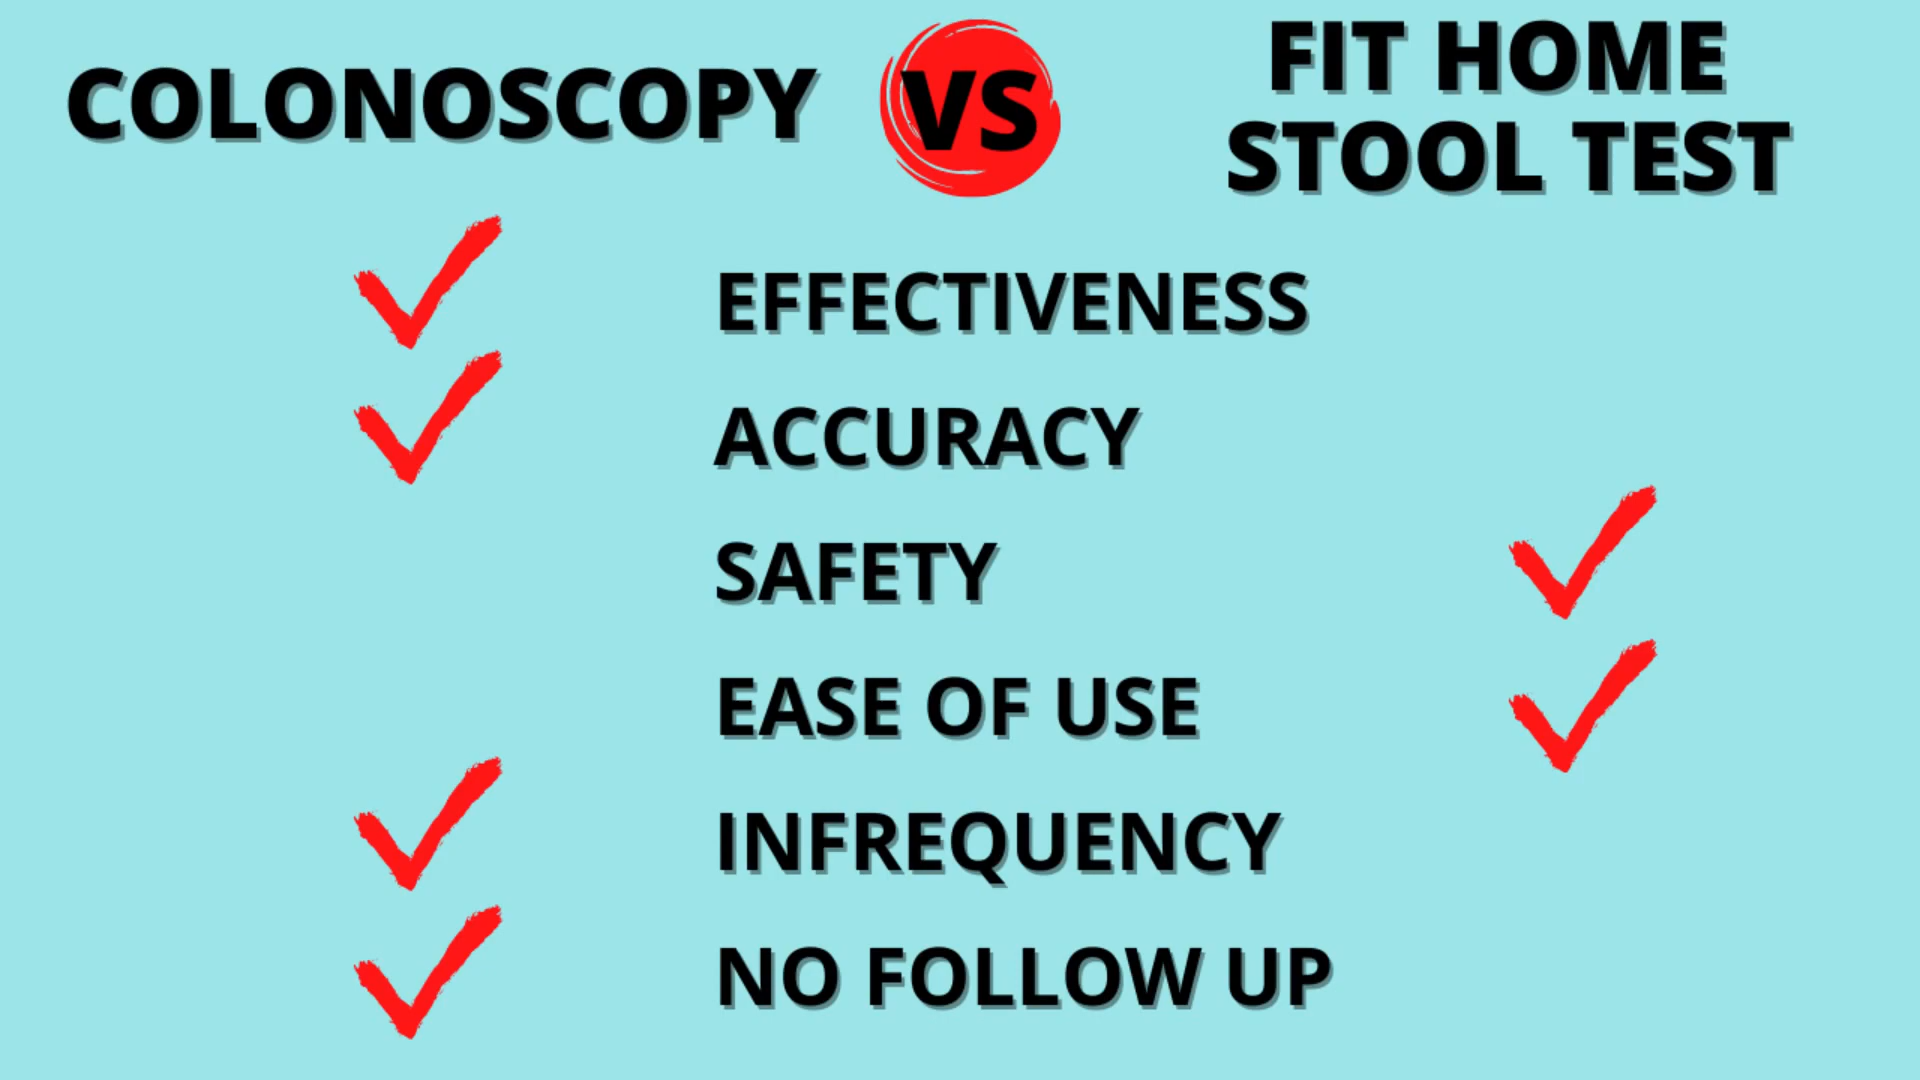 COLONOSCOPY
VS
FIT HOME
STOOL TEST
EFFECTIVENESS
ACCURACY
SAFETY
EASE OF USE
INFREQUENCY
NO FOLLOW UP